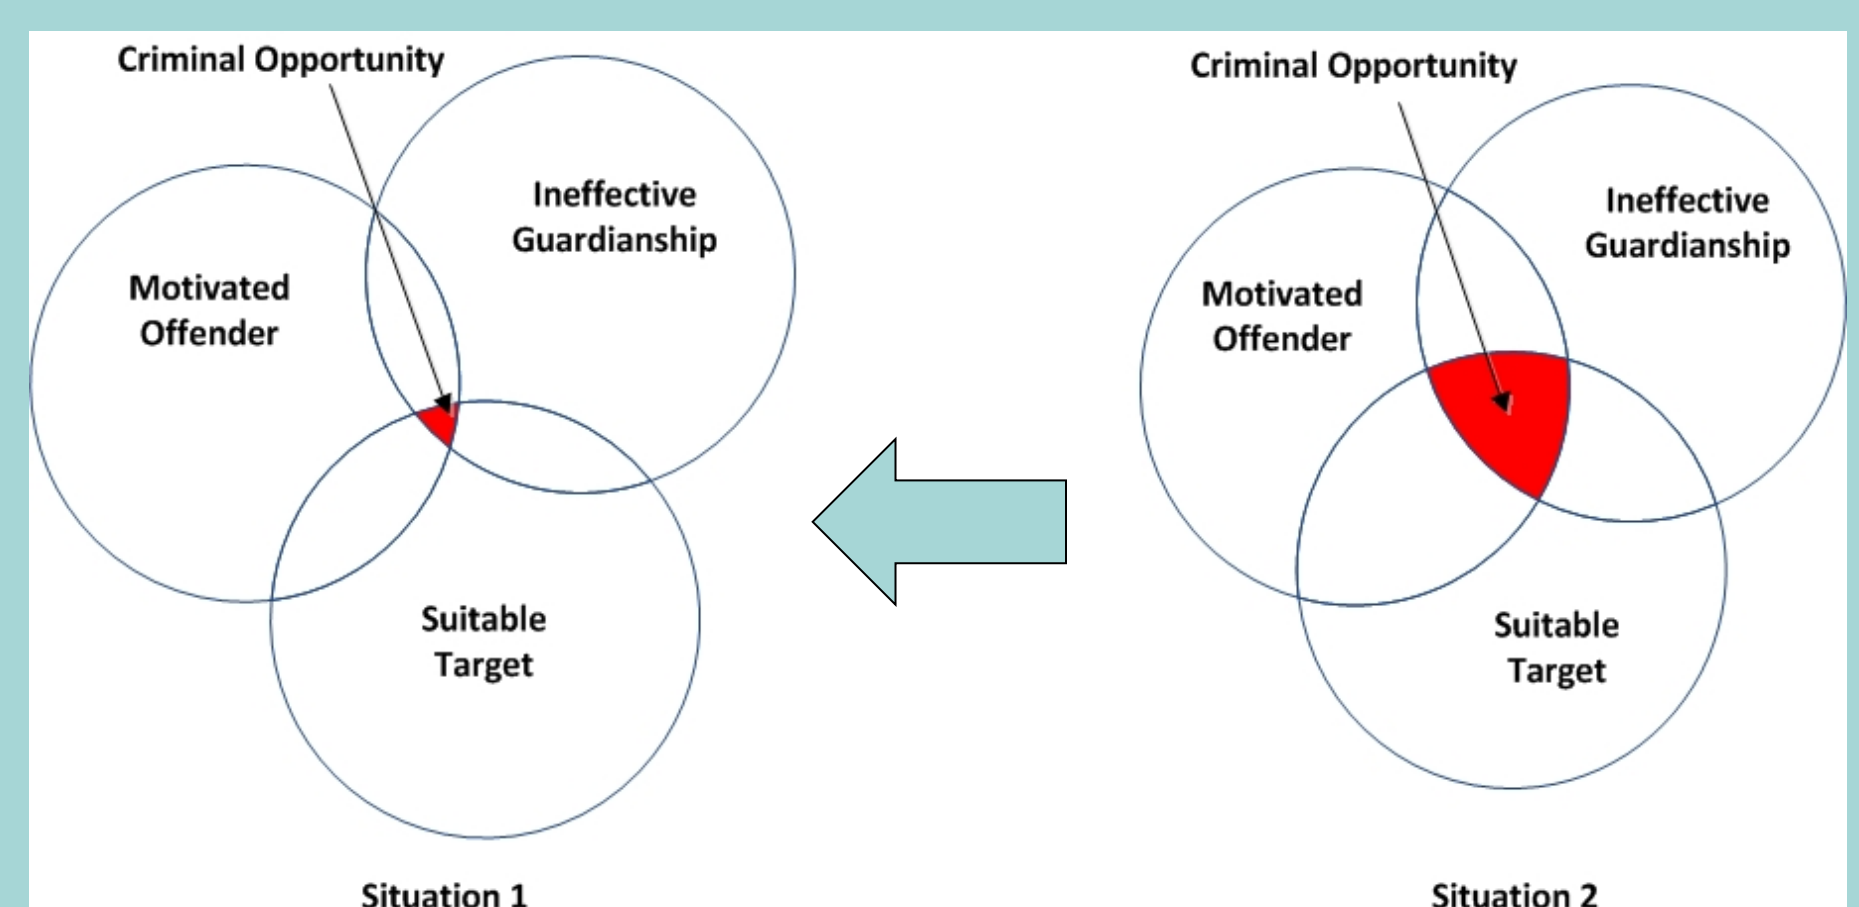 Criminal Opportunity
Ineffective
Guardianship
Motivated
Offender
Suitable
Target
Situation 1
Criminal Opportunity
Ineffective
Guardianship
Motivated
Offender
Suitable
Target
Situation 2